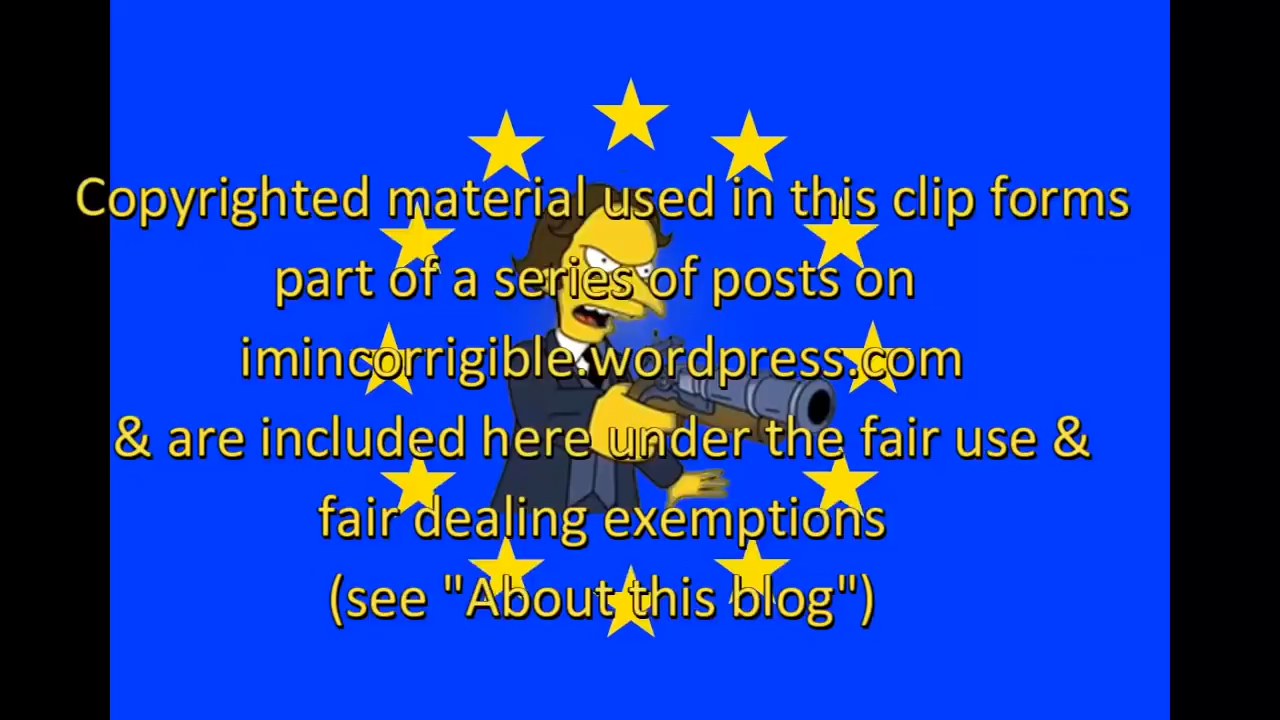 Copyrighted material used in this clip forms
part of a series of posts on
imincorrigible.wordpress.com
& are included here under the fair use &
fair dealing exemptions
(see "About this blog")